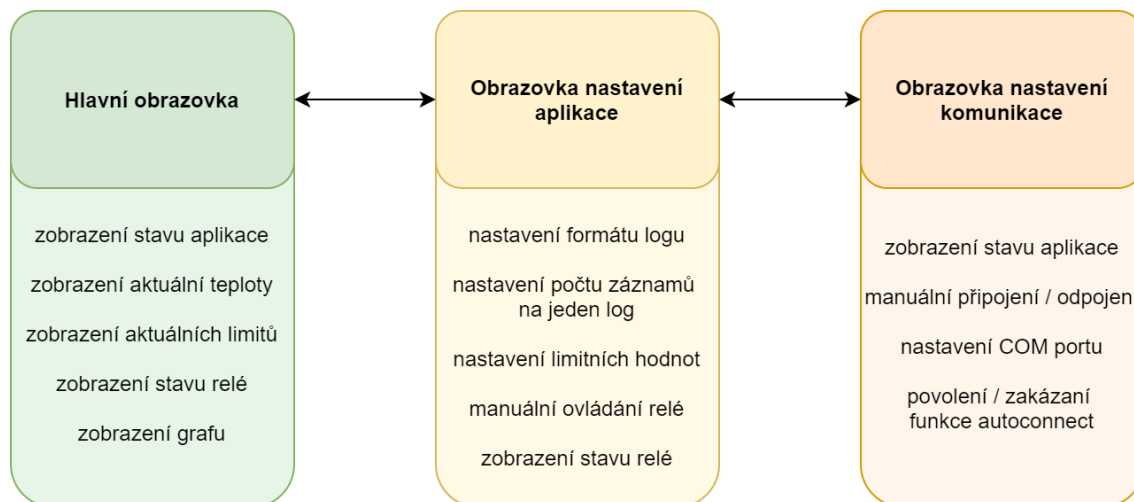 Hlavní obrazovka
zobrazení stavu aplikace
zobrazení aktuální teploty
zobrazení aktuálních limitů
zobrazení stavu relé
zobrazení grafu
Obrazovka nastavení
aplikace
nastavení formátu logu
nastavení počtu záznamů
na jeden log
nastavení limitních hodnot
manuální ovládání relé
zobrazení stavu relé
Obrazovka nastavení
komunikace
zobrazení stavu aplikace
manuální připojení / odpojen
nastavení COM portu
povolení / zakázaní
funkce autoconnect